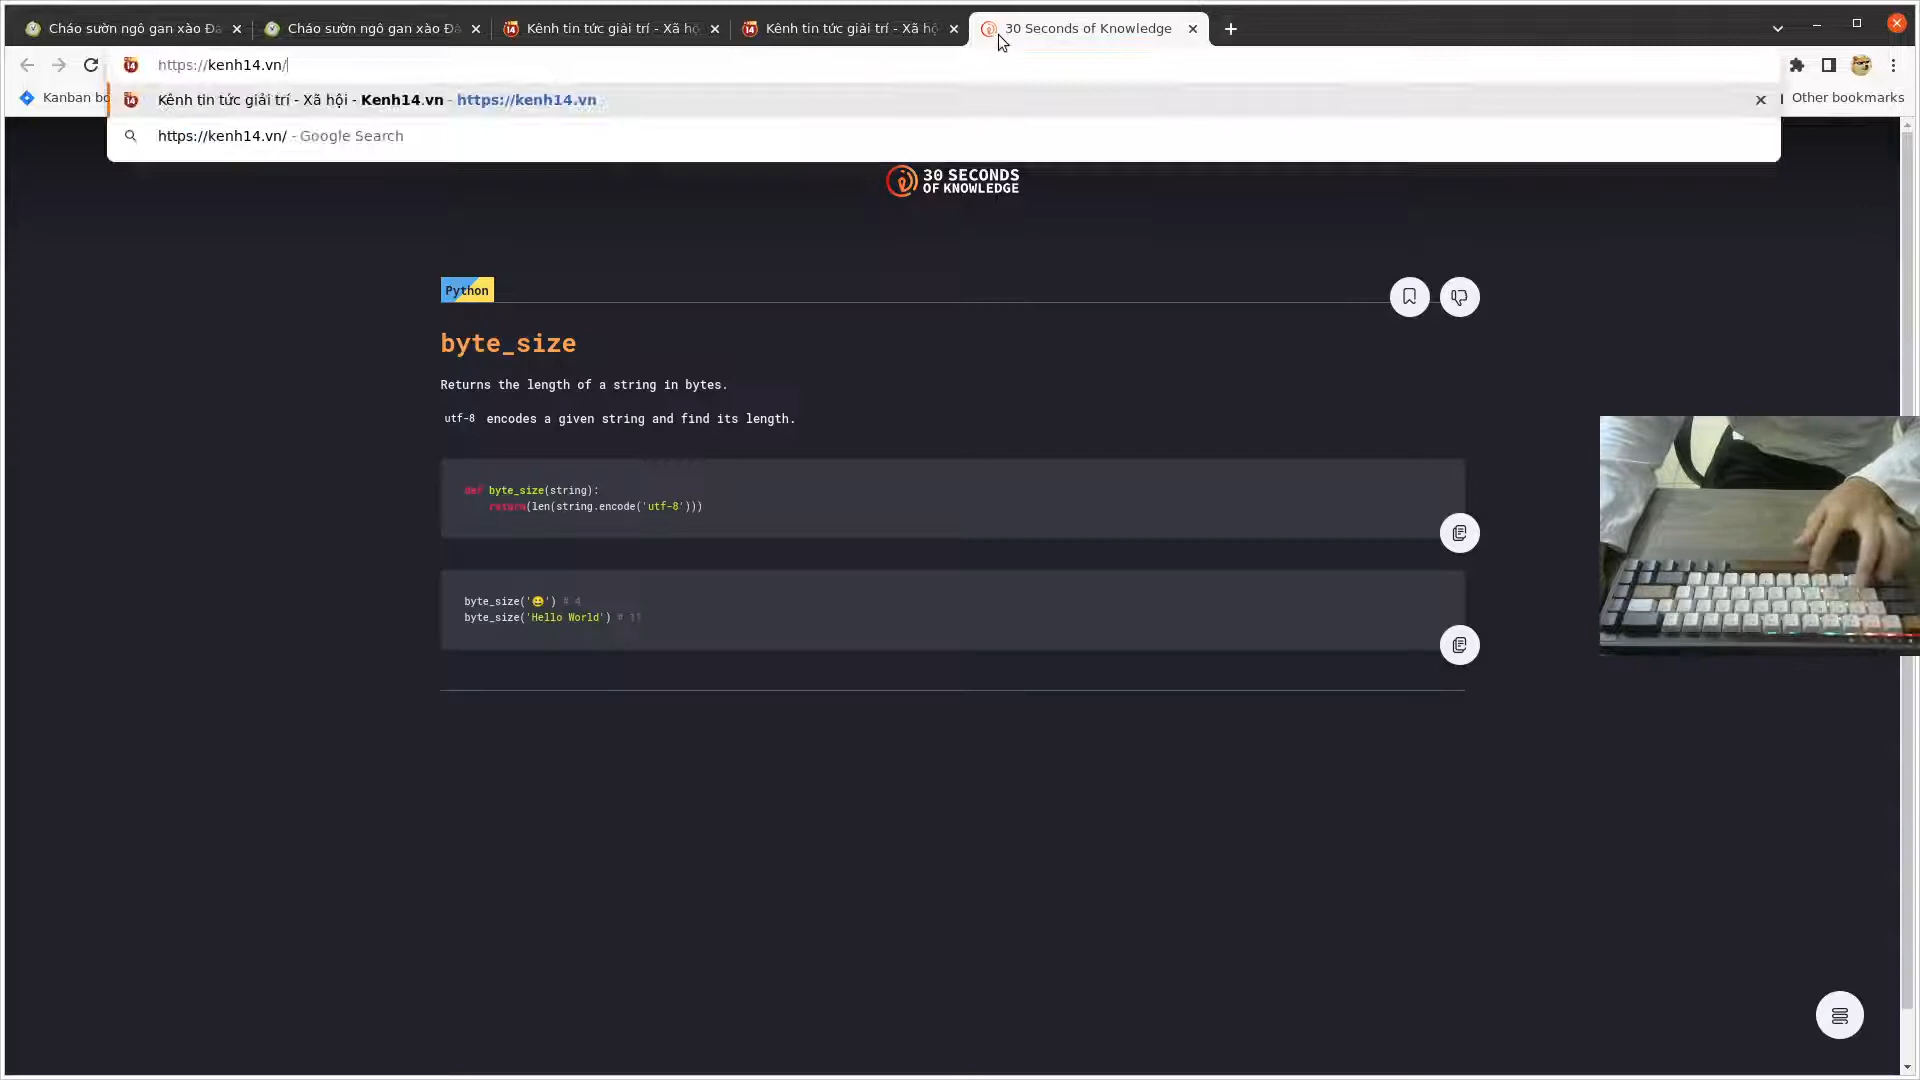 Cháo sườn ngô gan xào Đà
Cháo sườn ngô gan xào Đà
Kênh tin tức giải trí - Xã hộ
Kênh tin tức giải trí - Xã hộ
30 Seconds of Knowledge
https://kenh14.vn/
Kanban bo
Kênh tin tức giải trí - Xã hội - Kenh14.vn - https://kenh14.vn
Other bookmarks
https://kenh14.vn/ - Google Search
30 SECONDS
OF KNOWLEDGE
Python
byte_size
Returns the length of a string in bytes.
utf-8 encodes a given string and find its length.
def byte_size(string):
return(len(string.encode('utf-8')))
byte_size('😀') # 4
byte_size('Hello World') # 11